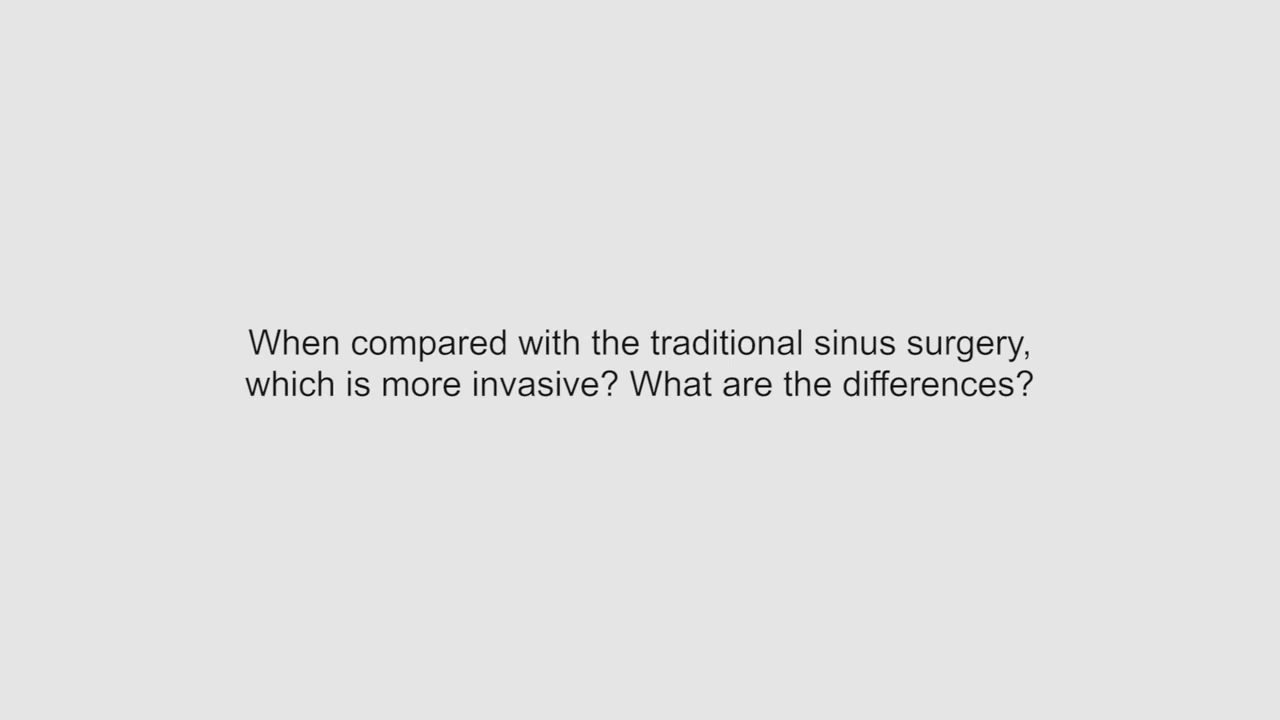 When compared with the traditional sinus surgery,
which is more invasive? What are the differences?